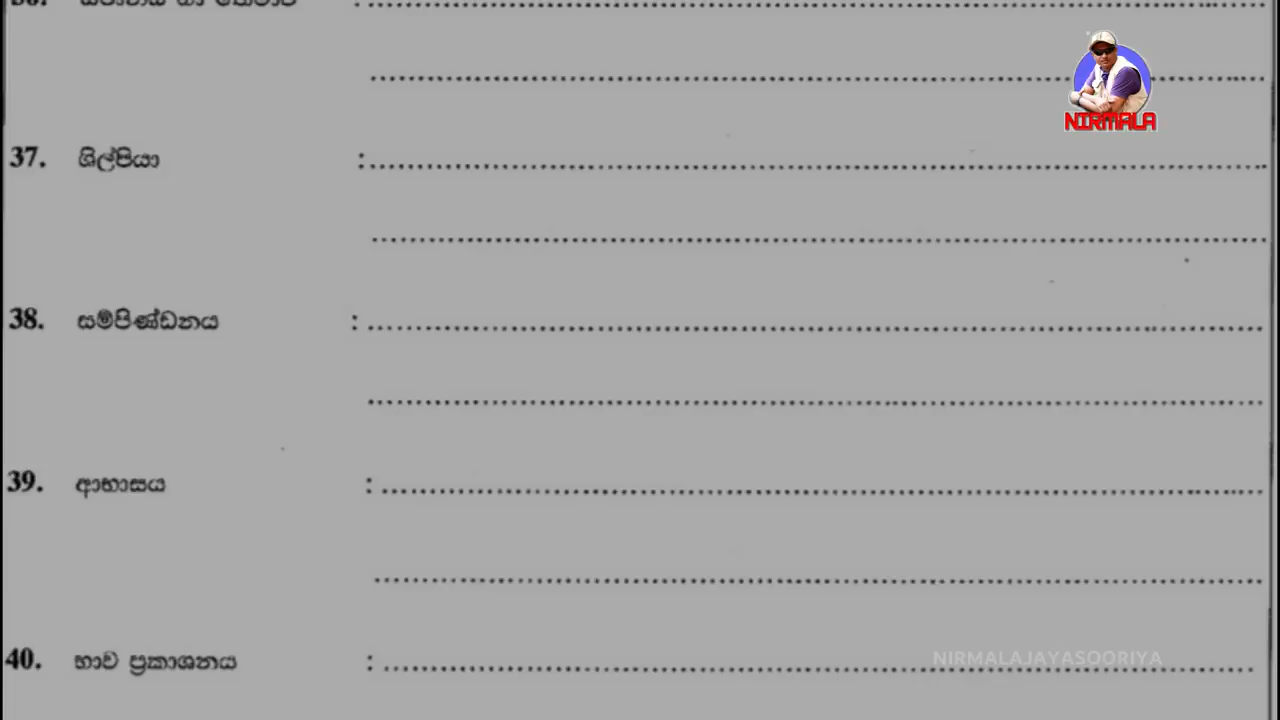 NIRMALA
37. ශිල්පියා :
38. සම්පිණ්ඩනය :
39. ආභාසය :
40. භාව ප්‍රකාශනය :
NIRMALAJAYASOORIYA